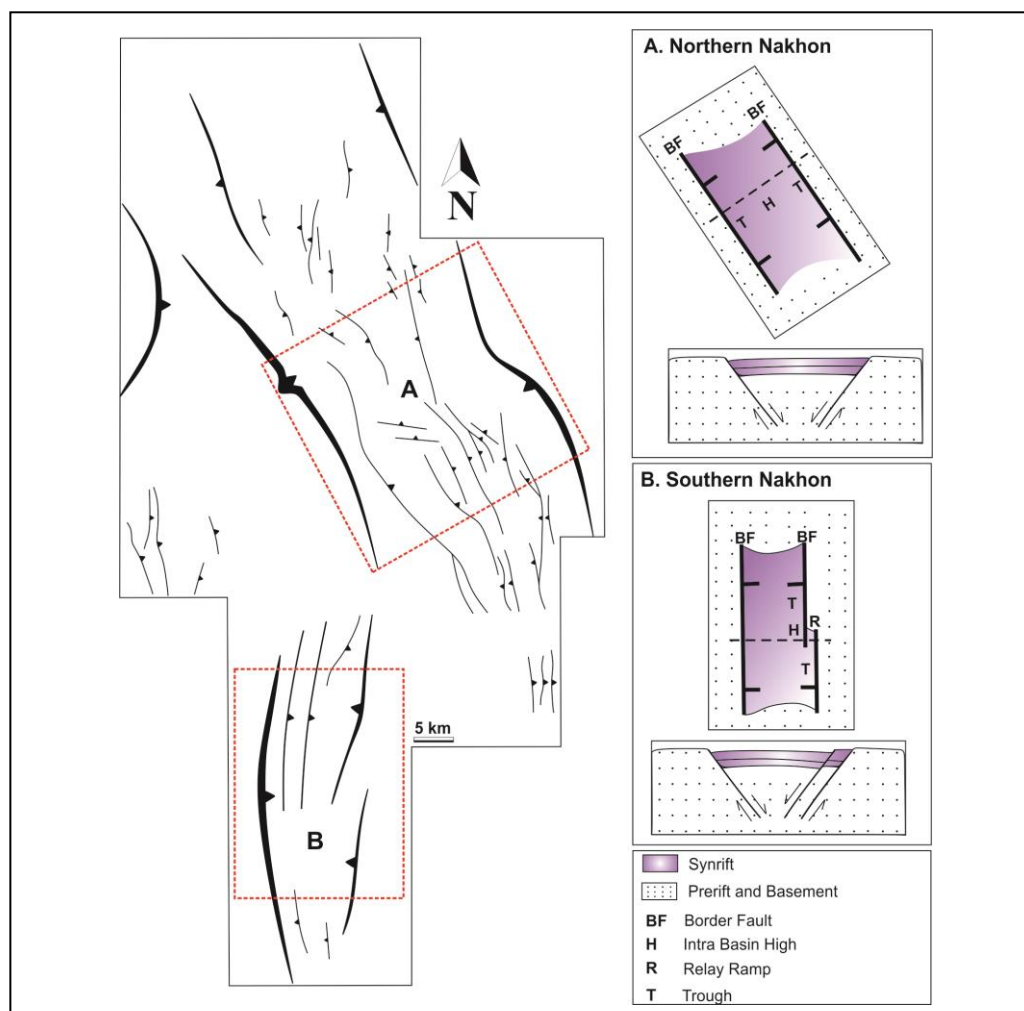 N
A
5 km
B
A. Northern Nakhon
BF
BF
T
H
T
B. Southern Nakhon
BF
BF
T
R
H
T
Synrift
Prerift and Basement
BF Border Fault
H Intra Basin High
R Relay Ramp
T Trough